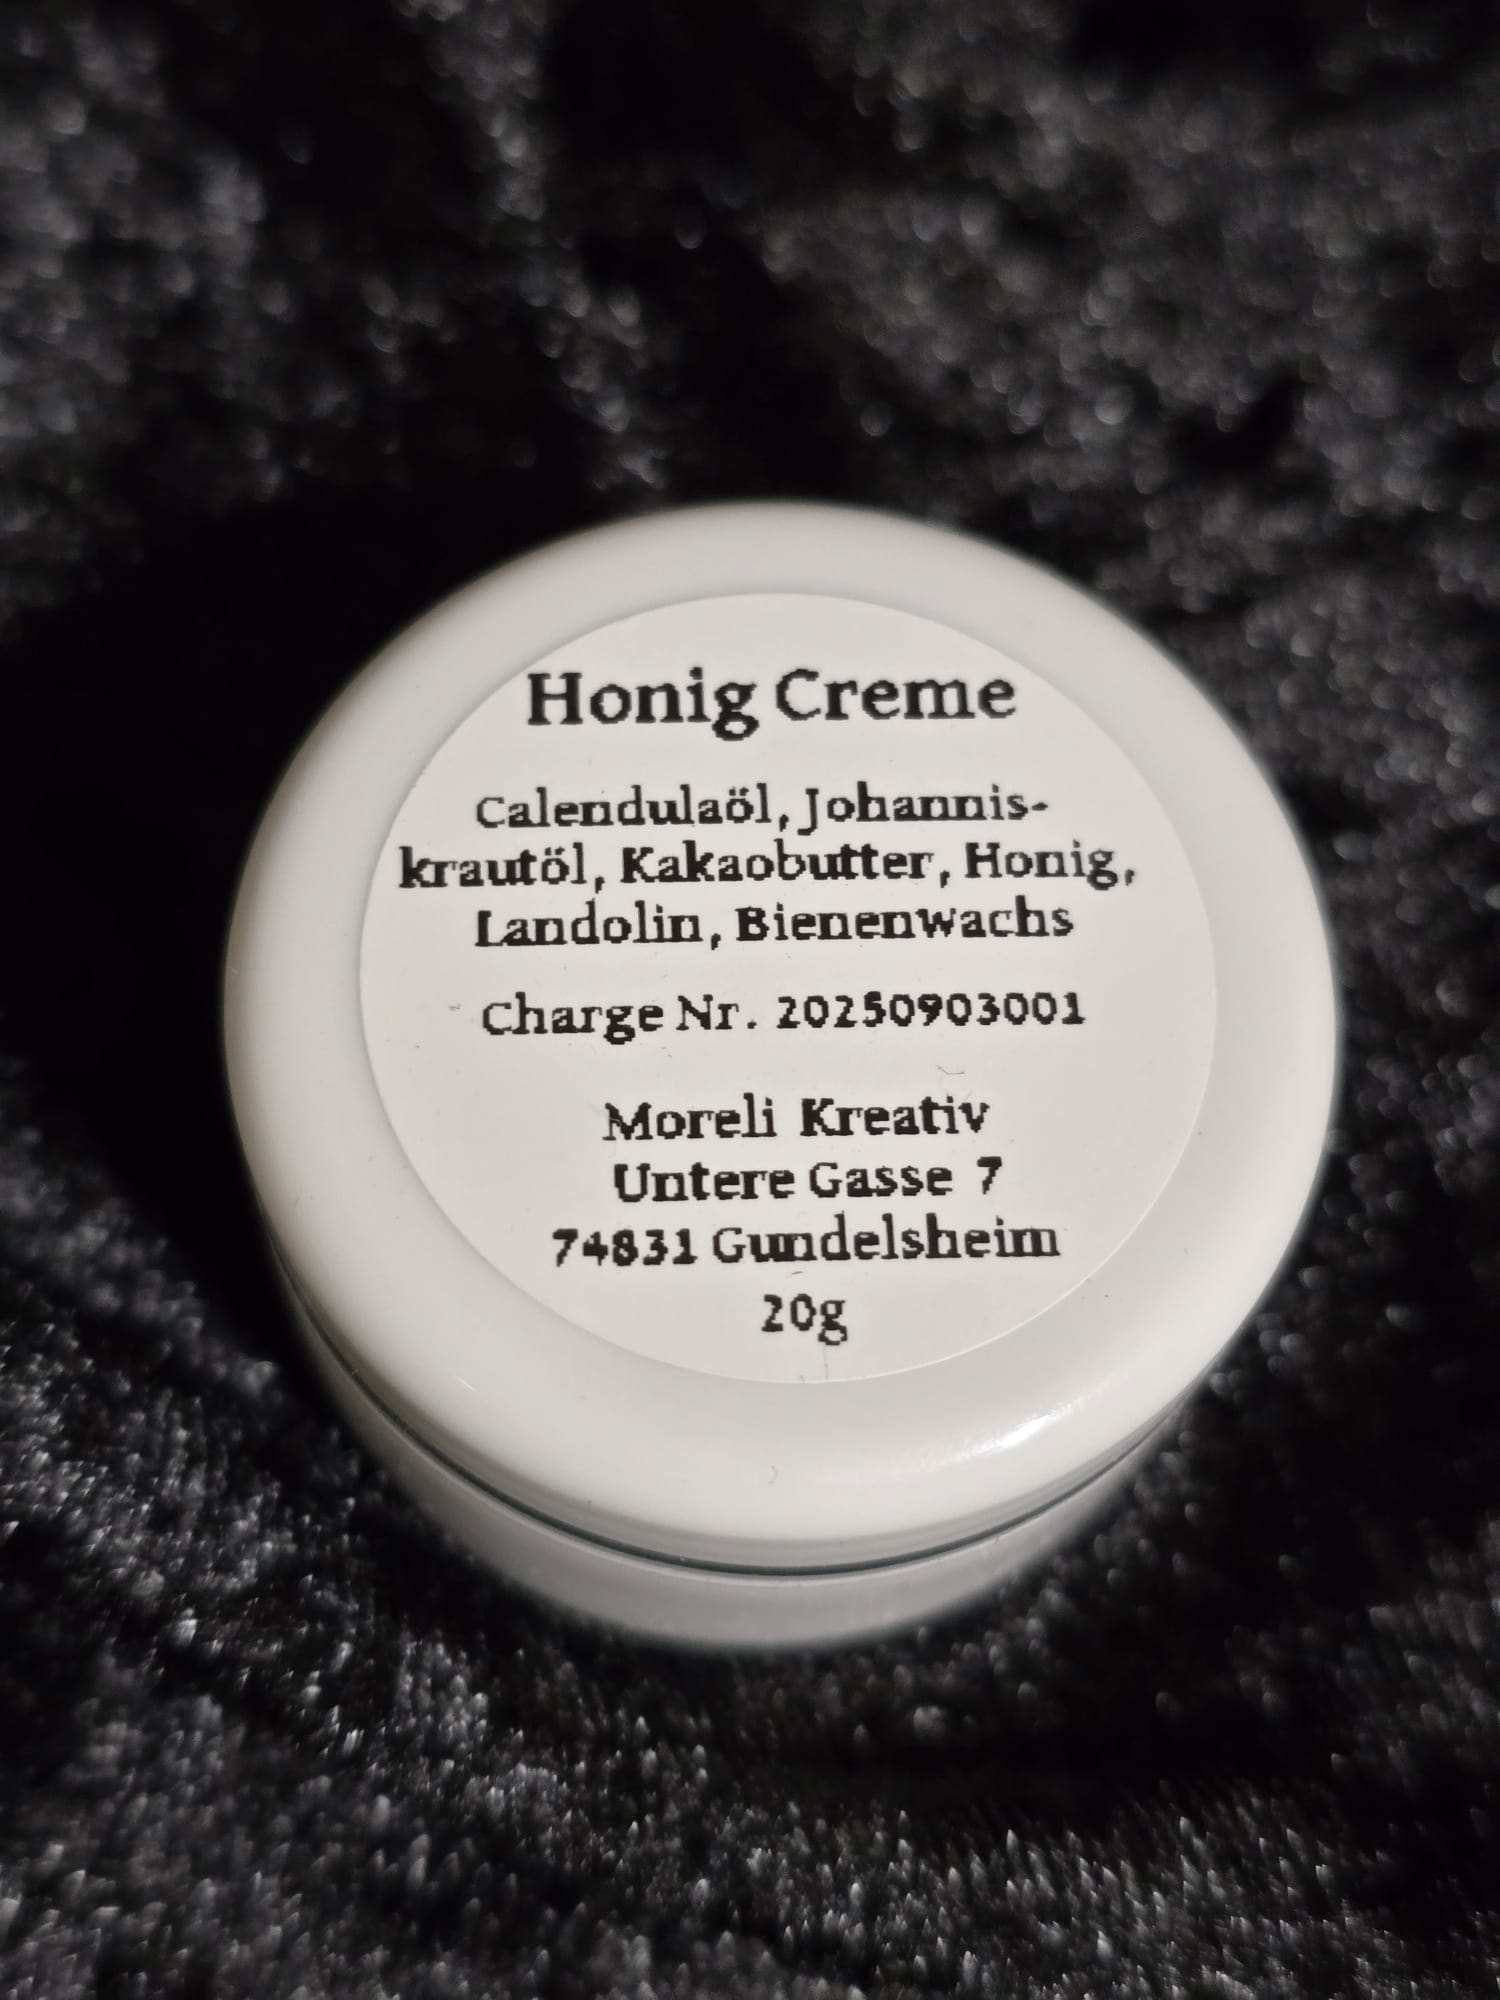 Honig Creme
Calendulaöl, Johannis-
krautöl, Kakaobutter, Honig,
Landolin, Bienenwachs
Charge Nr. 20250903001
Moreli Kreativ
Untere Gasse 7
74831 Gundelsheim
20g